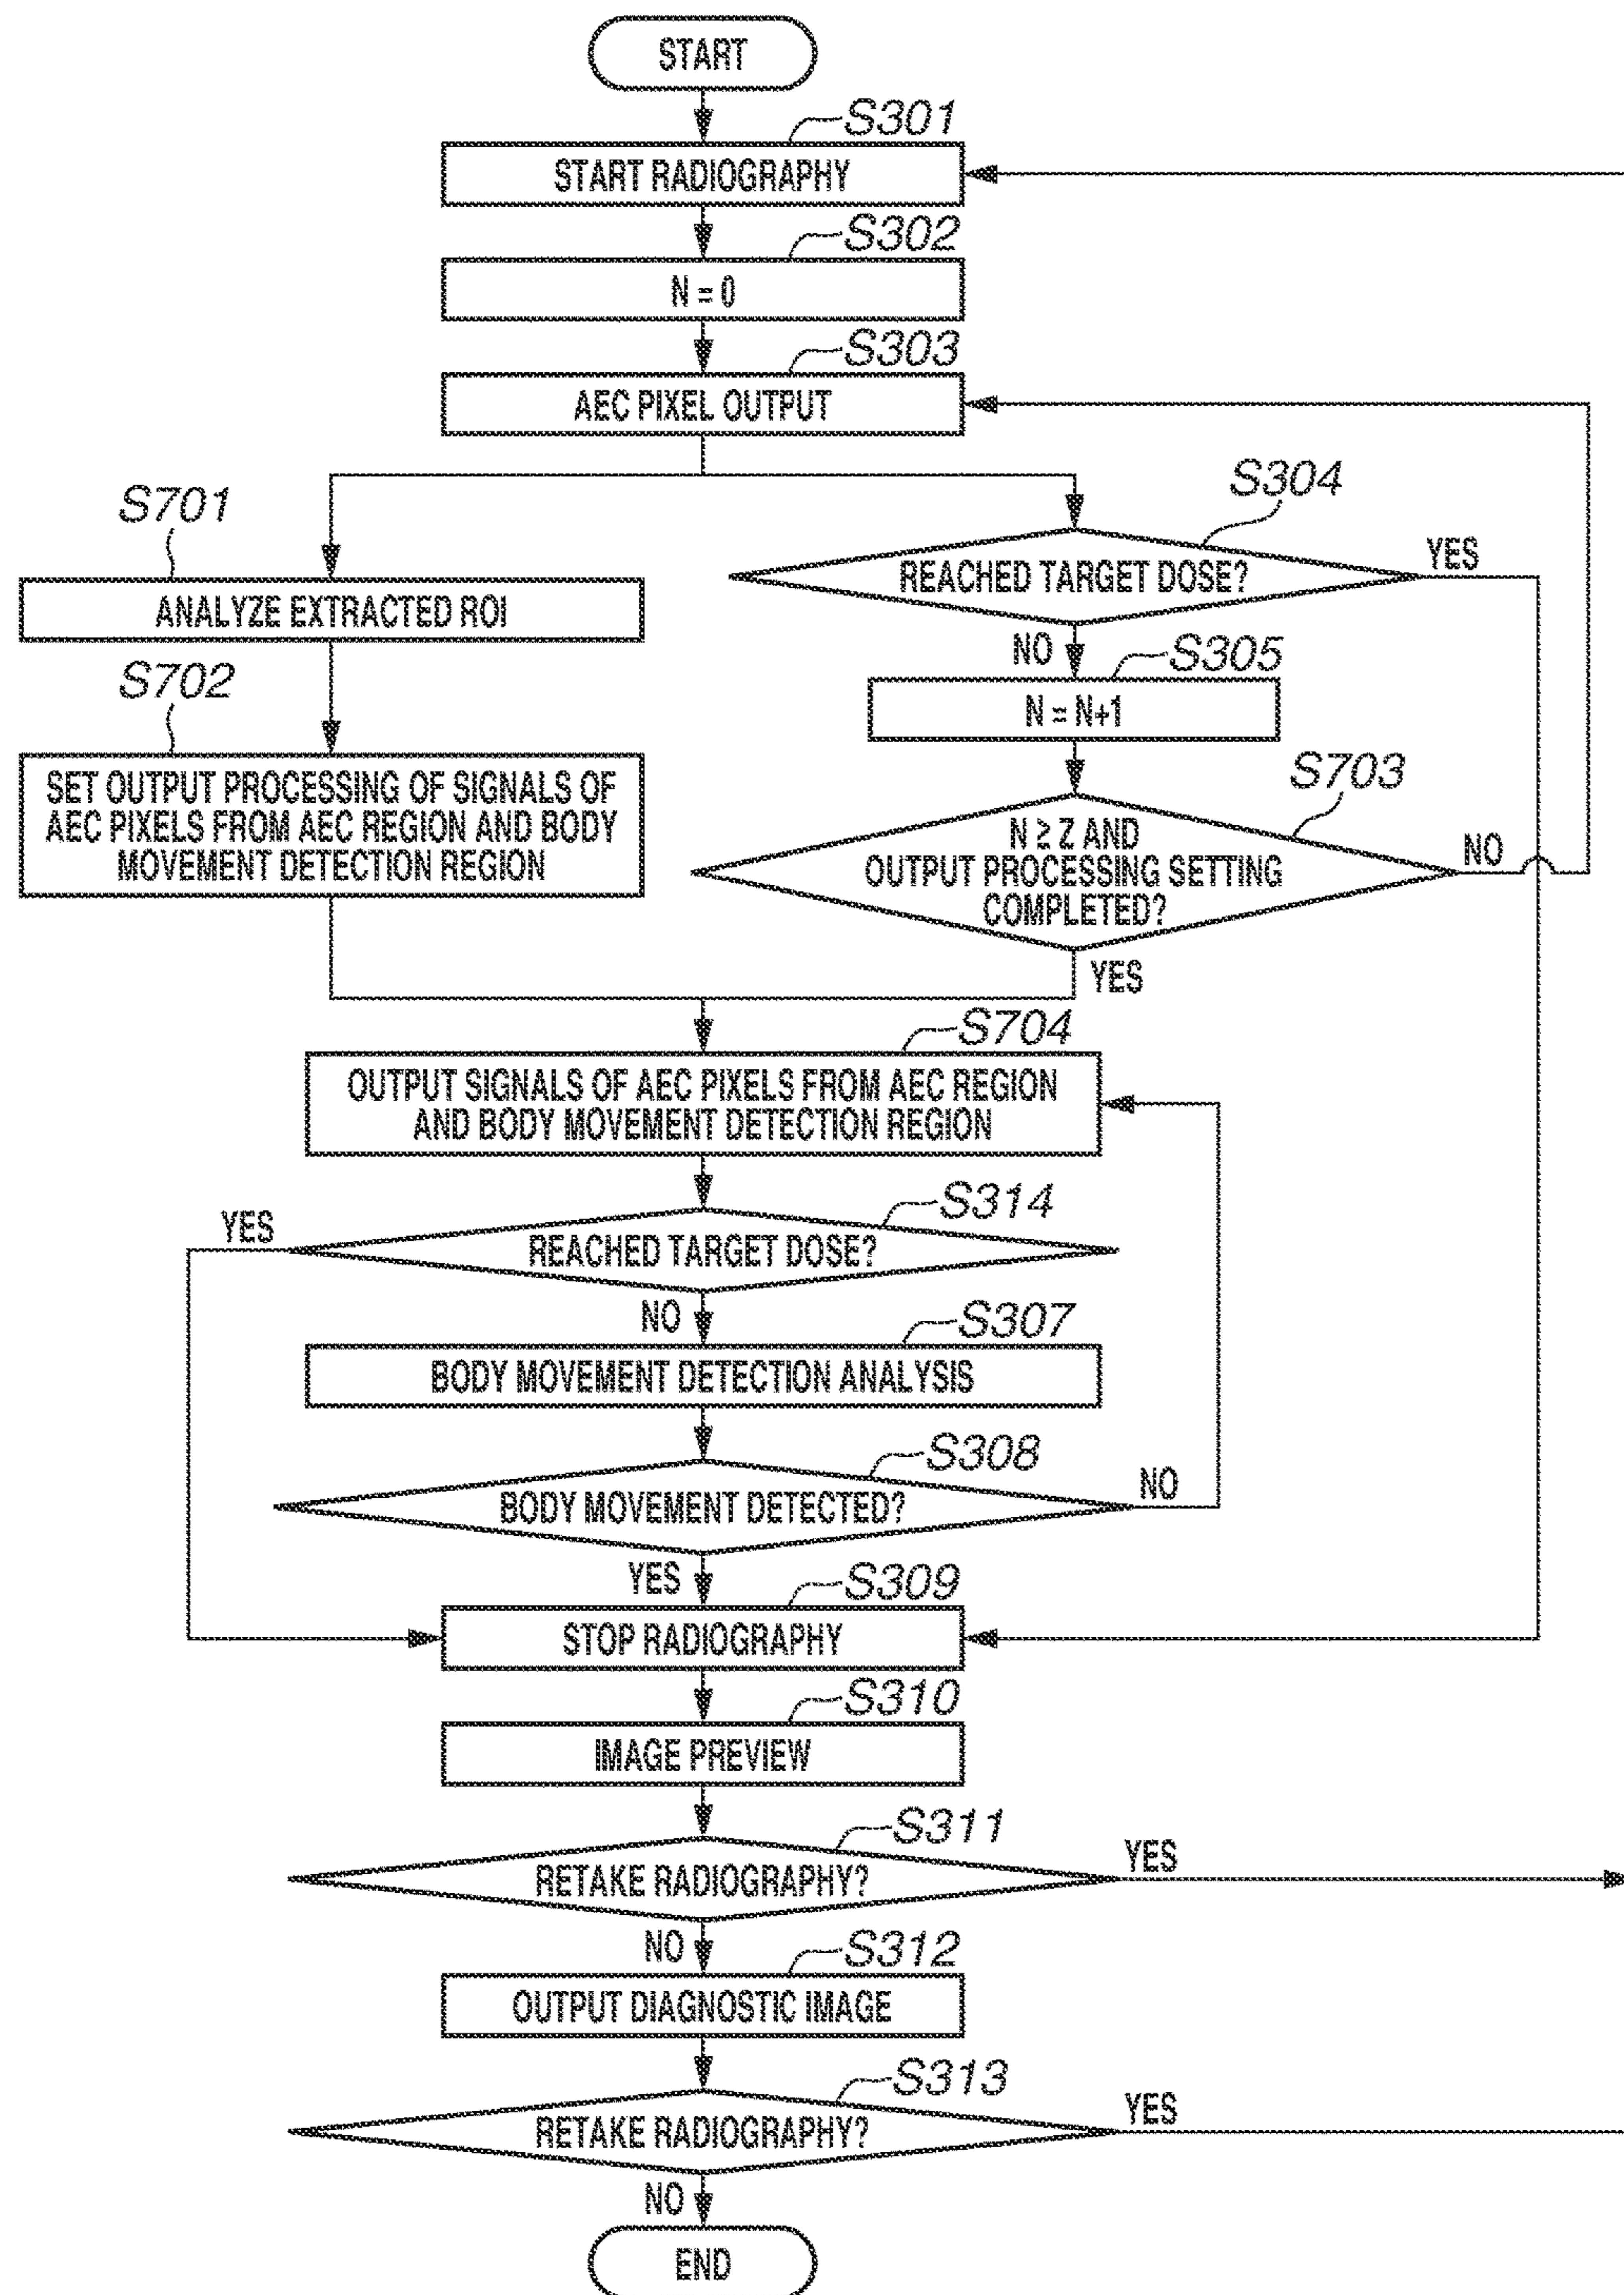 START
S301
START RADIOGRAPHY
S302
N = 0
S303
AEC PIXEL OUTPUT
S701
ANALYZE EXTRACTED ROI
S702
SET OUTPUT PROCESSING OF SIGNALS OF
AEC PIXELS FROM AEC REGION AND BODY
MOVEMENT DETECTION REGION
S304
REACHED TARGET DOSE?
YES
NO
S305
N = N+1
S703
N ≥ Z AND
OUTPUT PROCESSING SETTING
COMPLETED?
NO
YES
S704
OUTPUT SIGNALS OF AEC PIXELS FROM AEC REGION
AND BODY MOVEMENT DETECTION REGION
S314
YES
REACHED TARGET DOSE?
NO
S307
BODY MOVEMENT DETECTION ANALYSIS
S308
BODY MOVEMENT DETECTED?
NO
YES
S309
STOP RADIOGRAPHY
S310
IMAGE PREVIEW
S311
RETAKE RADIOGRAPHY?
YES
NO
S312
OUTPUT DIAGNOSTIC IMAGE
S313
RETAKE RADIOGRAPHY?
YES
NO
END